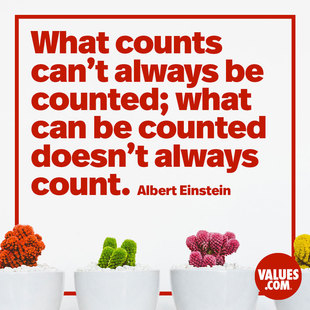 What counts
can’t always be
counted; what
can be counted
doesn’t always
count. Albert Einstein
VALUES
.COM.